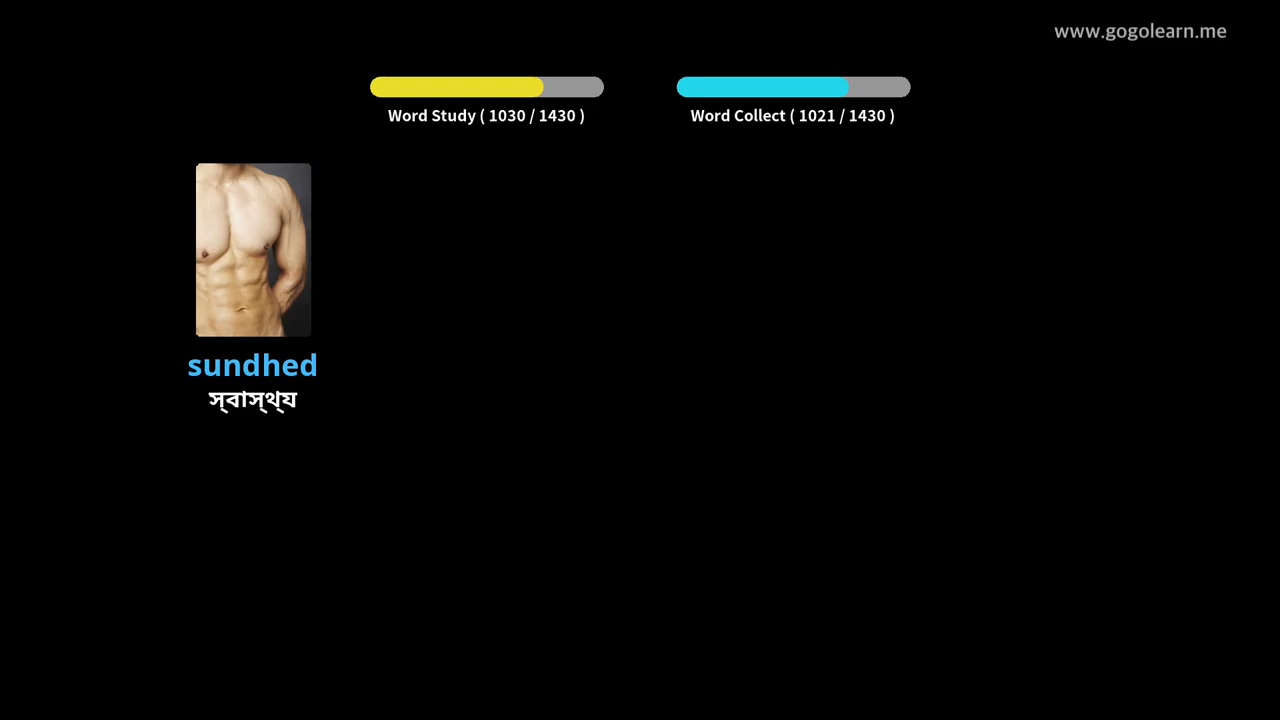 www.gogolearn.me
Word Study ( 1030 / 1430 )
Word Collect ( 1021 / 1430 )
sundhed
স্বাস্থ্য